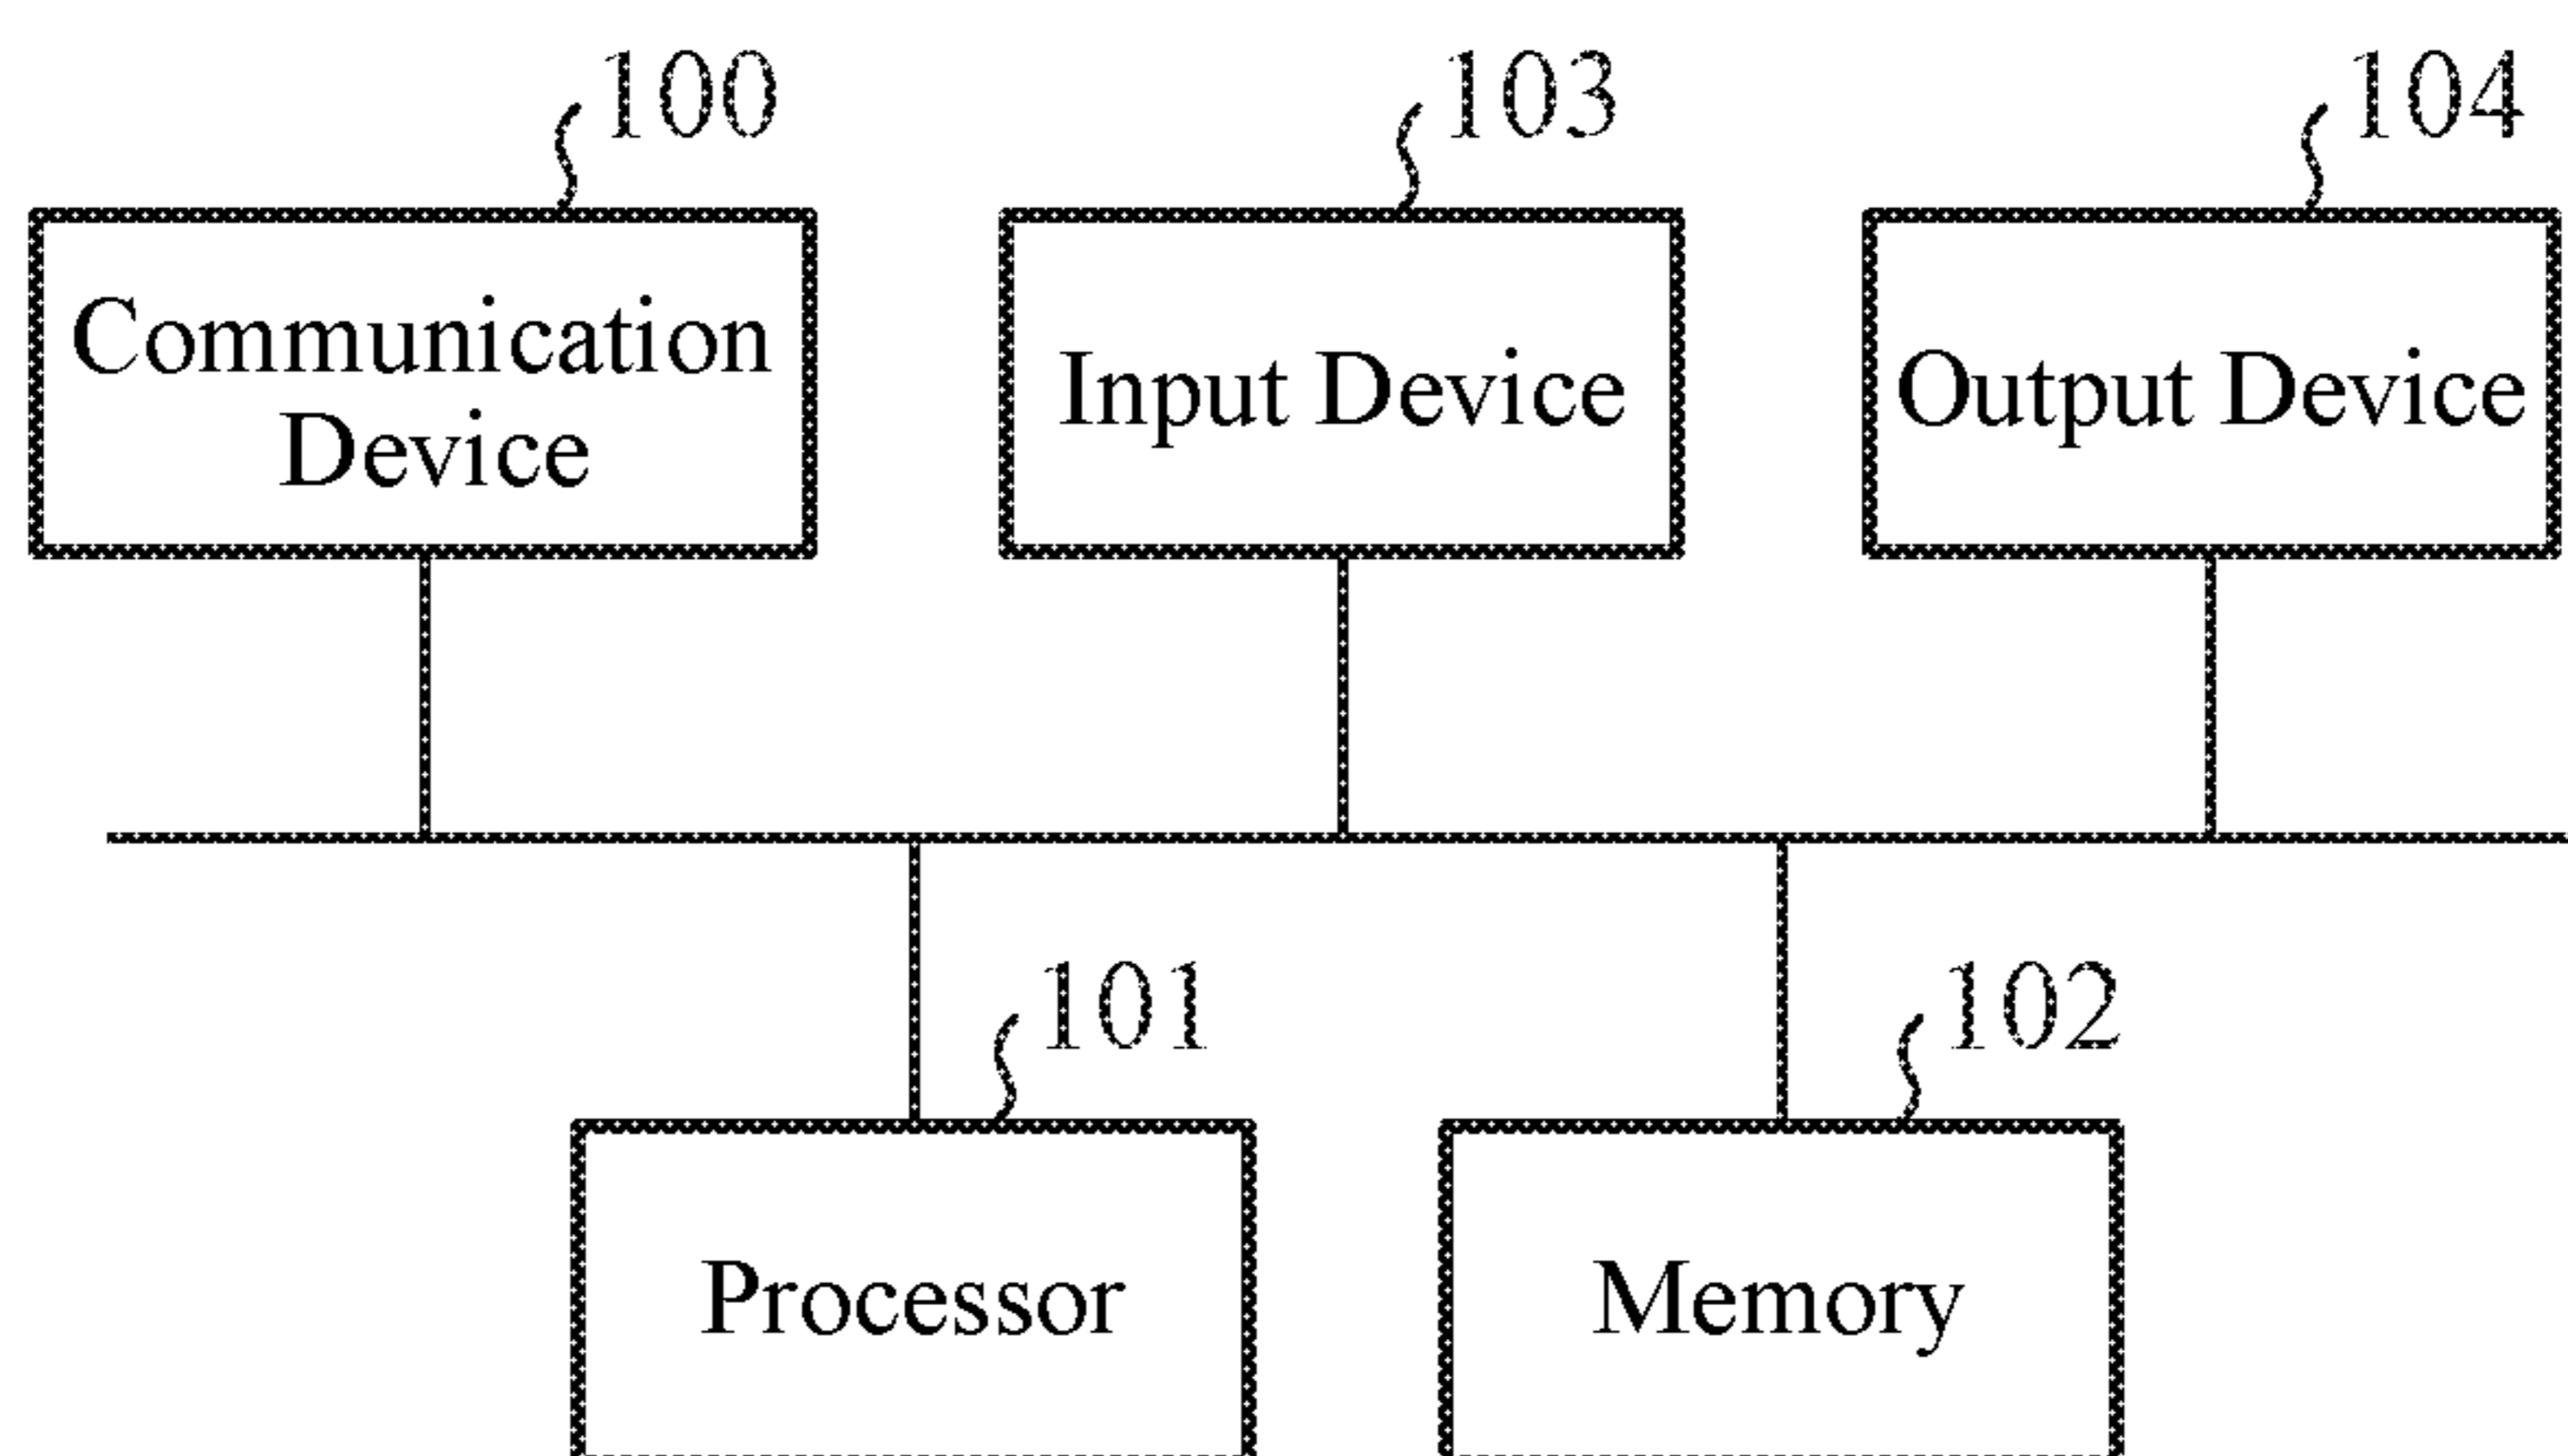 100
103
104
Communication
Device
Input Device
Output Device
101
102
Processor
Memory